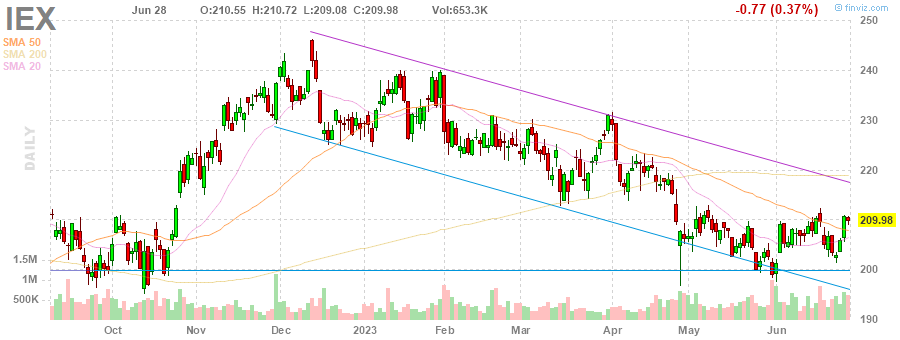 IEX Jun 28 O:210.55 H:210.72 L:209.08 C:209.98 Vol:653.3K -0.77 (0.37%) © finviz.com
SMA 50
SMA 200
SMA 20
DAILY
250
240
230
220
209.98
200
190
1.5M
1M
500K
Oct Nov Dec 2023 Feb Mar Apr May Jun